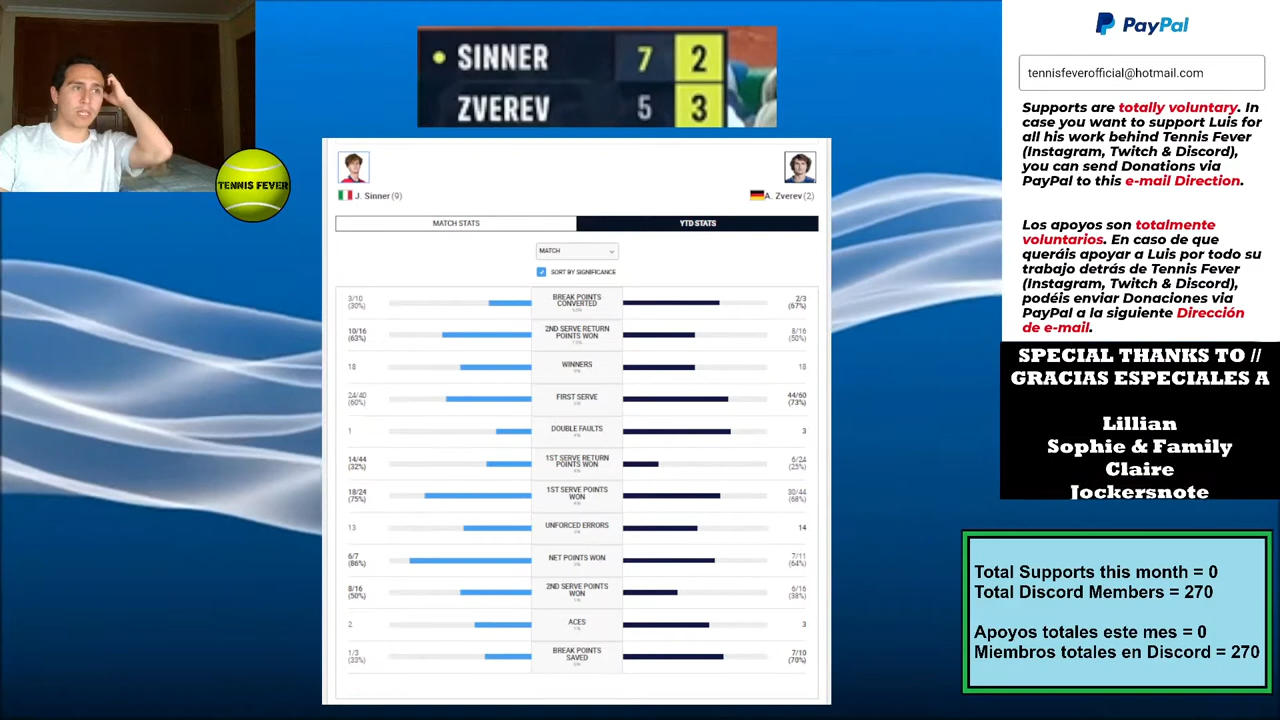 SINNER 7 2
ZVEREV 5 3
TENNIS FEVER
J. Sinner (9)
A. Zverev (2)
MATCH STATS
YTD STATS
MATCH
SORT BY SIGNIFICANCE
3/10
(30%)
BREAK POINTS
CONVERTED
2/3
(67%)
10/16
(63%)
2ND SERVE RETURN
POINTS WON
8/16
(50%)
18
WINNERS
18
24/40
(60%)
FIRST SERVE
44/60
(73%)
1
DOUBLE FAULTS
3
14/44
(32%)
1ST SERVE RETURN
POINTS WON
6/24
(25%)
18/24
(75%)
1ST SERVE POINTS
WON
30/44
(68%)
13
UNFORCED ERRORS
14
6/7
(86%)
NET POINTS WON
7/11
(64%)
8/16
(50%)
2ND SERVE POINTS
WON
6/16
(38%)
2
ACES
3
1/3
(33%)
BREAK POINTS
SAVED
7/10
(70%)
PayPal
tennisfeverofficial@hotmail.com
Supports are totally voluntary. In
case you want to support Luis for
all his work behind Tennis Fever
(Instagram, Twitch & Discord),
you can send Donations via
PayPal to this e-mail Direction.
Los apoyos son totalmente
voluntarios. En caso de que
queráis apoyar a Luis por todo su
trabajo detrás de Tennis Fever
(Instagram, Twitch & Discord),
podéis enviar Donaciones via
PayPal a la siguiente Dirección
de e-mail.
SPECIAL THANKS TO //
GRACIAS ESPECIALES A
Lillian
Sophie & Family
Claire
Jockersnote
Total Supports this month = 0
Total Discord Members = 270
Apoyos totales este mes = 0
Miembros totales en Discord = 270